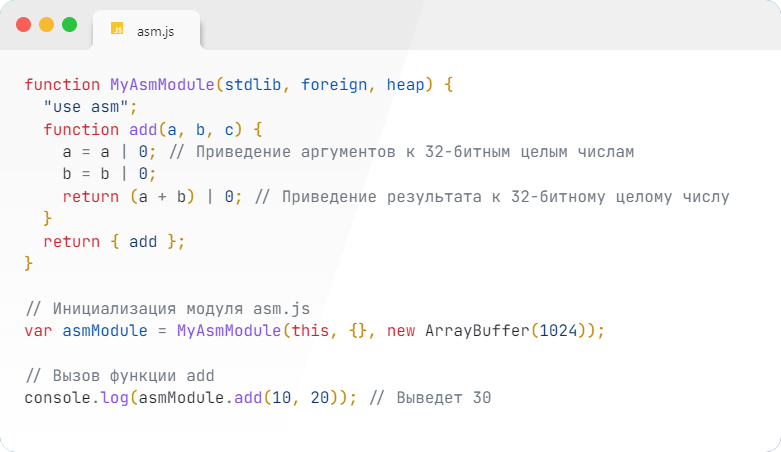 JS asm.js
function MyAsmModule(stdlib, foreign, heap) {
  "use asm";
  function add(a, b, c) {
    a = a | 0; // Приведение аргументов к 32-битным целым числам
    b = b | 0;
    return (a + b) | 0; // Приведение результата к 32-битному целому числу
  }
  return { add };
}
// Инициализация модуля asm.js
var asmModule = MyAsmModule(this, {}, new ArrayBuffer(1024));
// Вызов функции add
console.log(asmModule.add(10, 20)); // Выведет 30